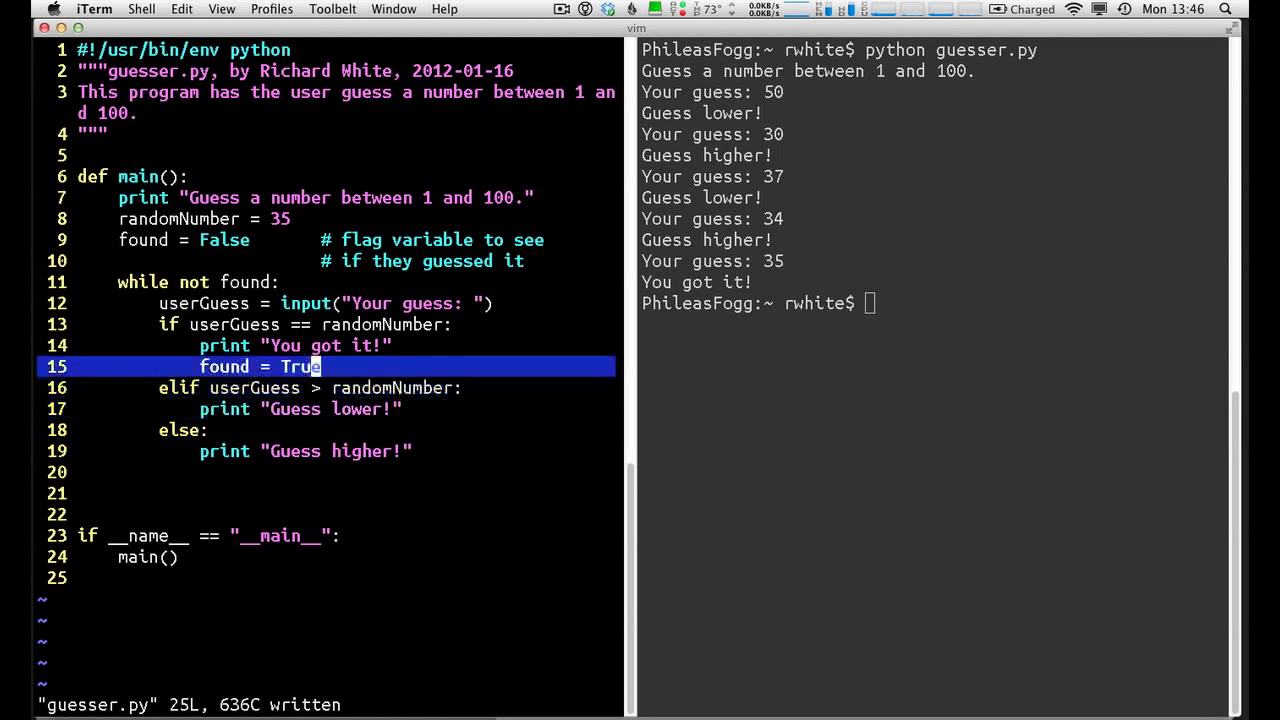 iTerm Shell Edit View Profiles Toolbelt Window Help 73° 0.0KB/s 0.0KB/s Charged Mon 13:46
vim
1 #!/usr/bin/env python
2 """guesser.py, by Richard White, 2012-01-16
3 This program has the user guess a number between 1 an
d 100.
4 """
5
6 def main():
7 print "Guess a number between 1 and 100."
8 randomNumber = 35
9 found = False # flag variable to see
10 # if they guessed it
11 while not found:
12 userGuess = input("Your guess: ")
13 if userGuess == randomNumber:
14 print "You got it!"
15 found = True
16 elif userGuess > randomNumber:
17 print "Guess lower!"
18 else:
19 print "Guess higher!"
20
21
22
23 if __name__ == "__main__":
24 main()
25
~
~
~
~
~
"guesser.py" 25L, 636C written
PhileasFogg:~ rwhite$ python guesser.py
Guess a number between 1 and 100.
Your guess: 50
Guess lower!
Your guess: 30
Guess higher!
Your guess: 37
Guess lower!
Your guess: 34
Guess higher!
Your guess: 35
You got it!
PhileasFogg:~ rwhite$